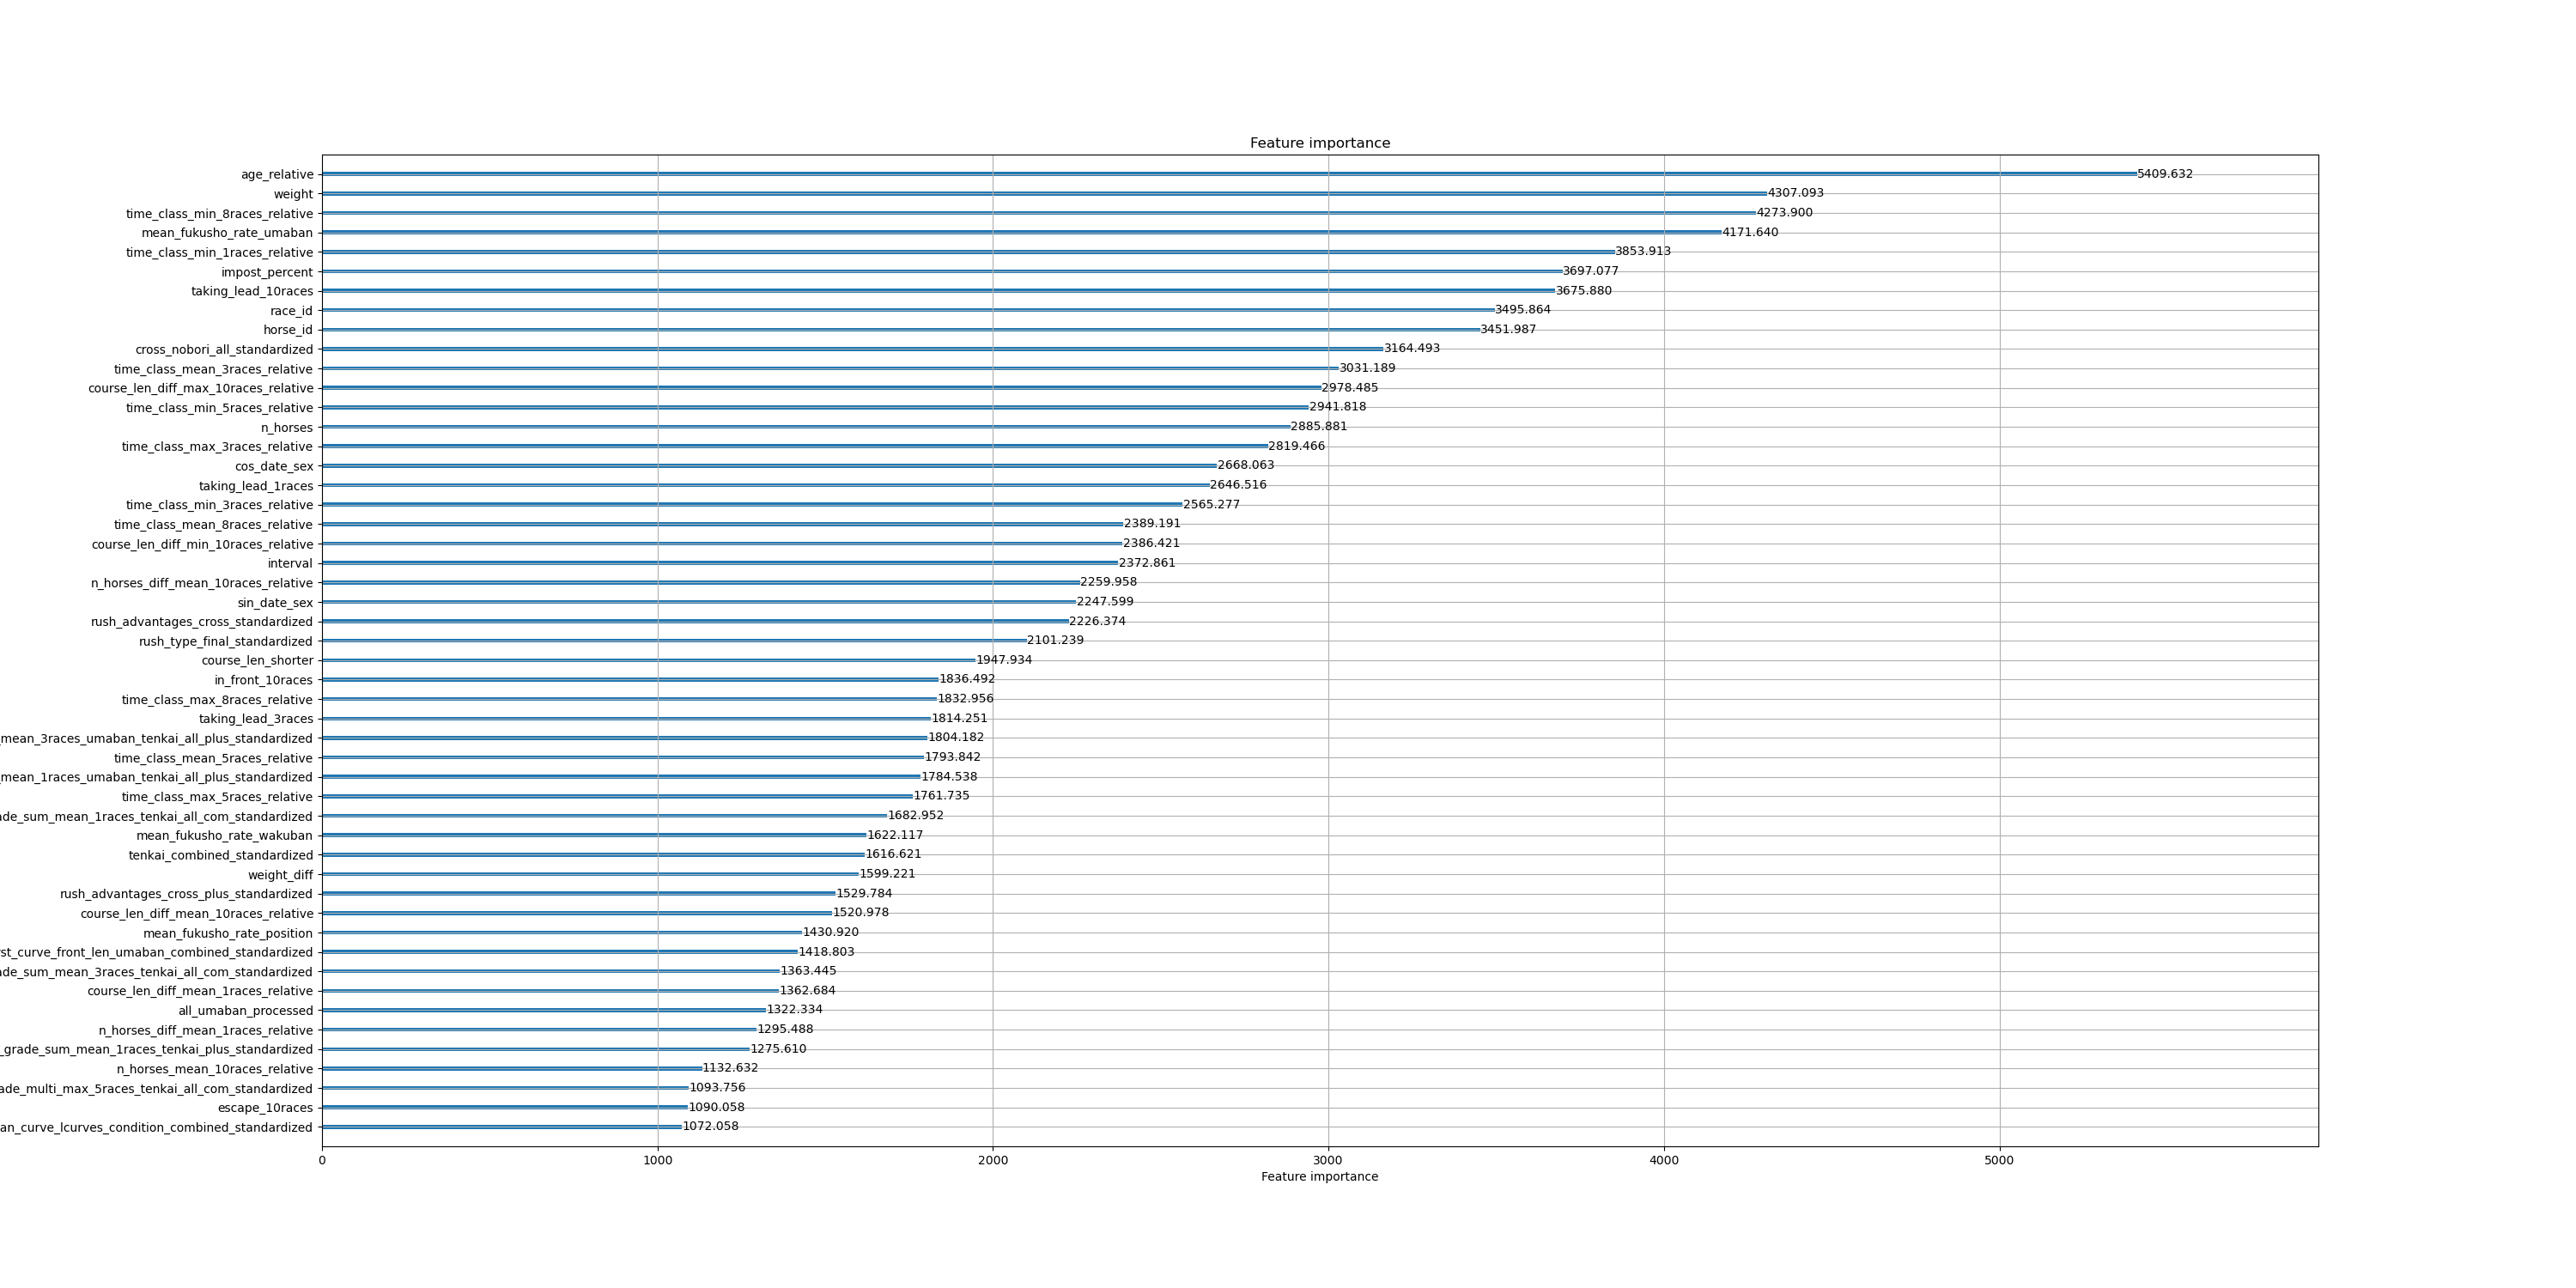 Feature importance
age_relative 5409.632
weight 4307.093
time_class_min_8races_relative 4273.900
mean_fukusho_rate_umaban 4171.640
time_class_min_1races_relative 3853.913
impost_percent 3697.077
taking_lead_10races 3675.880
race_id 3495.864
horse_id 3451.987
cross_nobori_all_standardized 3164.493
time_class_mean_3races_relative 3031.189
course_len_diff_max_10races_relative 2978.485
time_class_min_5races_relative 2941.818
n_horses 2885.881
time_class_max_3races_relative 2819.466
cos_date_sex 2668.063
taking_lead_1races 2646.516
time_class_min_3races_relative 2565.277
time_class_mean_8races_relative 2389.191
course_len_diff_min_10races_relative 2386.421
interval 2372.861
n_horses_diff_mean_10races_relative 2259.958
sin_date_sex 2247.599
rush_advantages_cross_standardized 2226.374
rush_type_final_standardized 2101.239
course_len_shorter 1947.934
in_front_10races 1836.492
time_class_max_8races_relative 1832.956
taking_lead_3races 1814.251
mean_3races_umaban_tenkai_all_plus_standardized 1804.182
time_class_mean_5races_relative 1793.842
mean_1races_umaban_tenkai_all_plus_standardized 1784.538
time_class_max_5races_relative 1761.735
ade_sum_mean_1races_tenkai_all_com_standardized 1682.952
mean_fukusho_rate_wakuban 1622.117
tenkai_combined_standardized 1616.621
weight_diff 1599.221
rush_advantages_cross_plus_standardized 1529.784
course_len_diff_mean_10races_relative 1520.978
mean_fukusho_rate_position 1430.920
st_curve_front_len_umaban_combined_standardized 1418.803
ade_sum_mean_3races_tenkai_all_com_standardized 1363.445
course_len_diff_mean_1races_relative 1362.684
all_umaban_processed 1322.334
n_horses_diff_mean_1races_relative 1295.488
_grade_sum_mean_1races_tenkai_plus_standardized 1275.610
n_horses_mean_10races_relative 1132.632
ade_multi_max_5races_tenkai_all_com_standardized 1093.756
escape_10races 1090.058
an_curve_lcurves_condition_combined_standardized 1072.058
0 1000 2000 3000 4000 5000
Feature importance